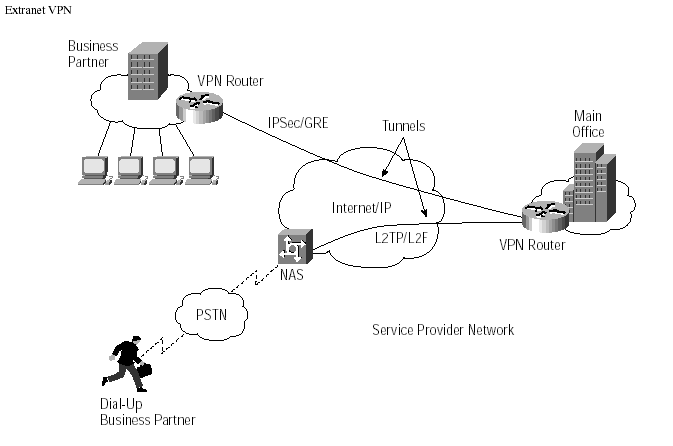 Extranet VPN
Business
Partner
VPN Router
IPSec/GRE
Tunnels
Main
Office
Internet/IP
L2TP/L2F
VPN Router
NAS
PSTN
Service Provider Network
Dial-Up
Business Partner